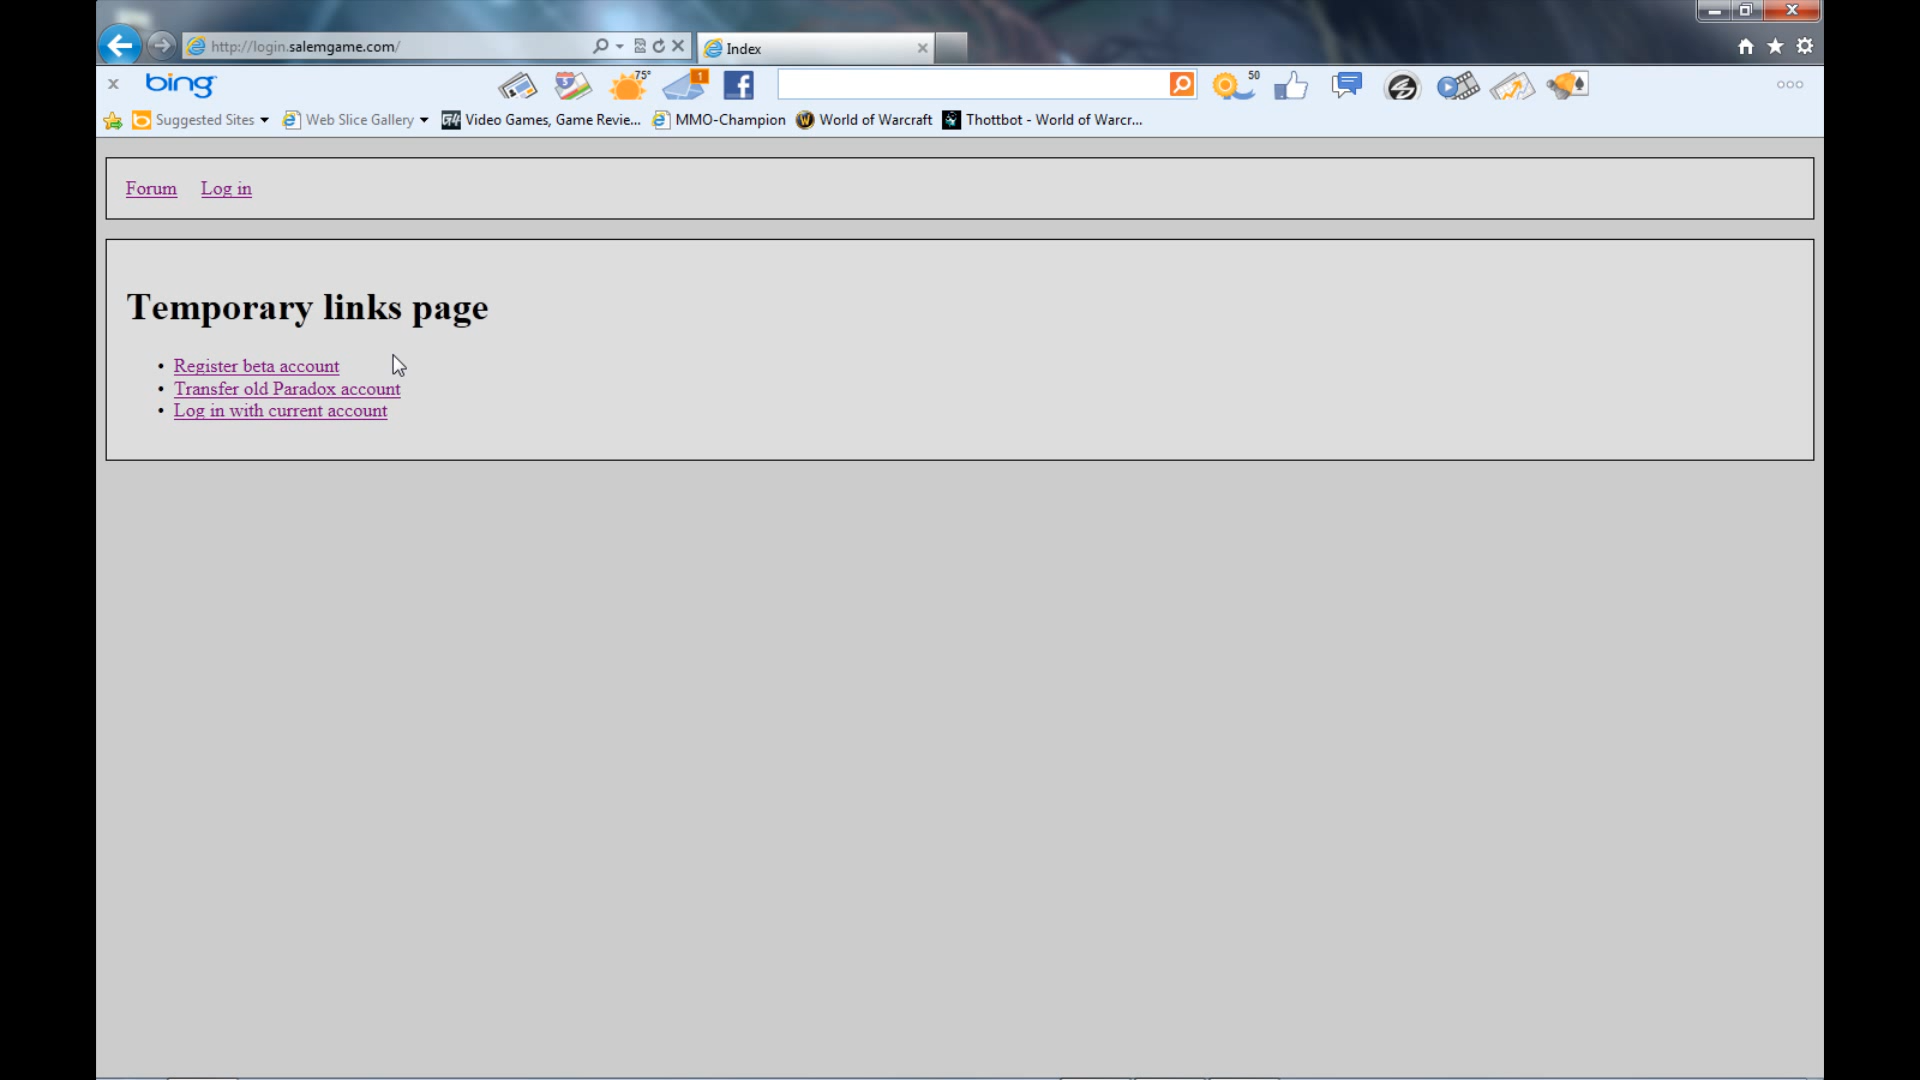 http://login.salemgame.com/
Index
bing
75°
1
50
Suggested Sites
Web Slice Gallery
G4
Video Games, Game Revie...
MMO-Champion
World of Warcraft
Thottbot - World of Warcr...
Forum Log in
Temporary links page
• Register beta account
• Transfer old Paradox account
• Log in with current account